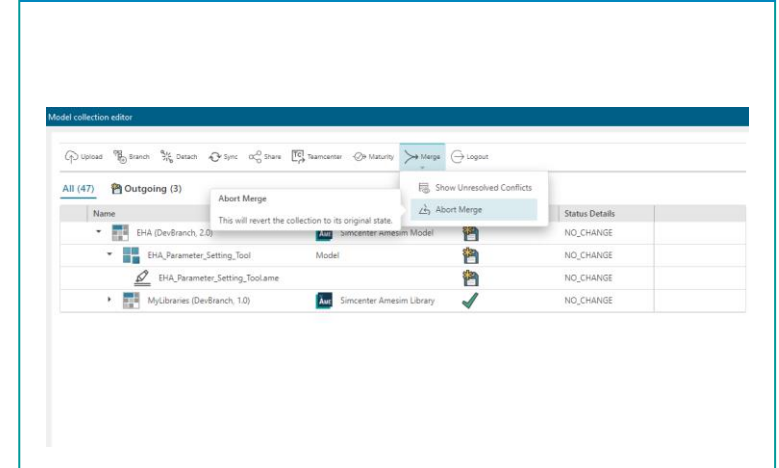 Model collection editor
Upload Branch Detach Sync Share Teamcenter Maturity Merge Logout
All (47) Outgoing (3)
Show Unresolved Conflicts
Abort Merge
Abort Merge
This will revert the collection to its original state.
Name Status Details
EHA (DevBranch, 2.0) Simcenter Amesim Model NO_CHANGE
EHA_Parameter_Setting_Tool Model NO_CHANGE
EHA_Parameter_Setting_Tool.ame NO_CHANGE
MyLibraries (DevBranch, 1.0) Simcenter Amesim Library NO_CHANGE